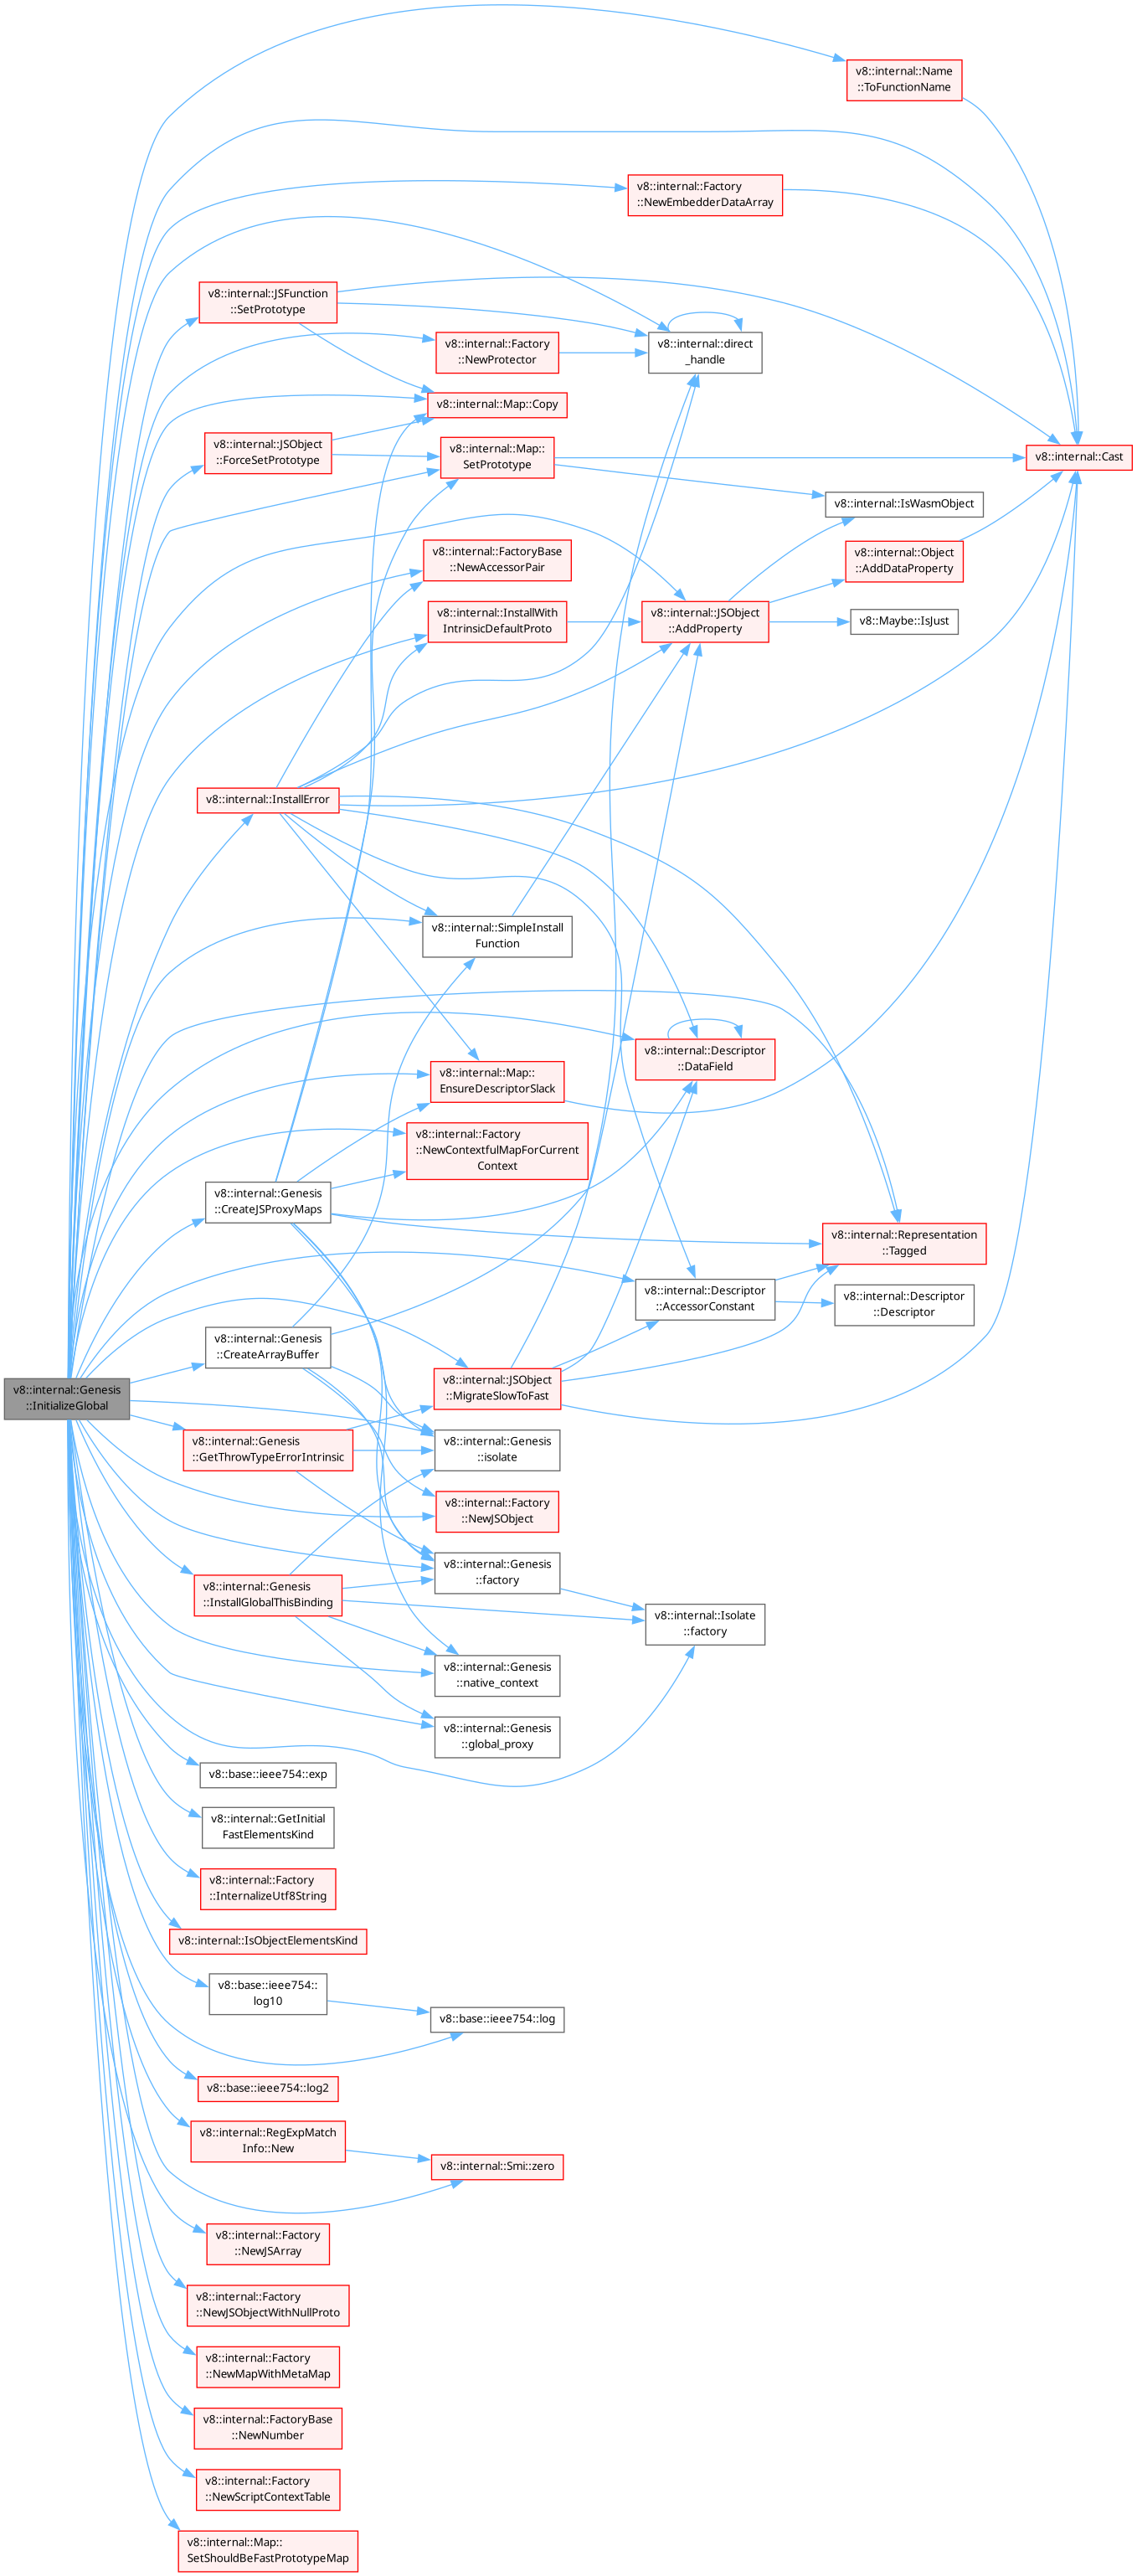 v8::internal::Name
::ToFunctionName
v8::internal::Factory
::NewEmbedderDataArray
v8::internal::JSFunction
::SetPrototype
v8::internal::Factory
::NewProtector
v8::internal::direct
_handle
v8::internal::Map::Copy
v8::internal::JSObject
::ForceSetPrototype
v8::internal::Map::
SetPrototype
v8::internal::Cast
v8::internal::IsWasmObject
v8::internal::FactoryBase
::NewAccessorPair
v8::internal::Object
::AddDataProperty
v8::internal::InstallWith
IntrinsicDefaultProto
v8::internal::JSObject
::AddProperty
v8::Maybe::IsJust
v8::internal::InstallError
v8::internal::SimpleInstall
Function
v8::internal::Descriptor
::DataField
v8::internal::Map::
EnsureDescriptorSlack
v8::internal::Factory
::NewContextfulMapForCurrent
Context
v8::internal::Genesis
::CreateJSProxyMaps
v8::internal::Representation
::Tagged
v8::internal::Descriptor
::AccessorConstant
v8::internal::Descriptor
::Descriptor
v8::internal::Genesis
::CreateArrayBuffer
v8::internal::Genesis
::InitializeGlobal
v8::internal::JSObject
::MigrateSlowToFast
v8::internal::Genesis
::GetThrowTypeErrorIntrinsic
v8::internal::Genesis
::isolate
v8::internal::Factory
::NewJSObject
v8::internal::Genesis
::factory
v8::internal::Genesis
::InstallGlobalThisBinding
v8::internal::Isolate
::factory
v8::internal::Genesis
::native_context
v8::internal::Genesis
::global_proxy
v8::base::ieee754::exp
v8::internal::GetInitial
FastElementsKind
v8::internal::Factory
::InternalizeUtf8String
v8::internal::IsObjectElementsKind
v8::base::ieee754::
log10
v8::base::ieee754::log
v8::base::ieee754::log2
v8::internal::RegExpMatch
Info::New
v8::internal::Smi::zero
v8::internal::Factory
::NewJSArray
v8::internal::Factory
::NewJSObjectWithNullProto
v8::internal::Factory
::NewMapWithMetaMap
v8::internal::FactoryBase
::NewNumber
v8::internal::Factory
::NewScriptContextTable
v8::internal::Map::
SetShouldBeFastPrototypeMap